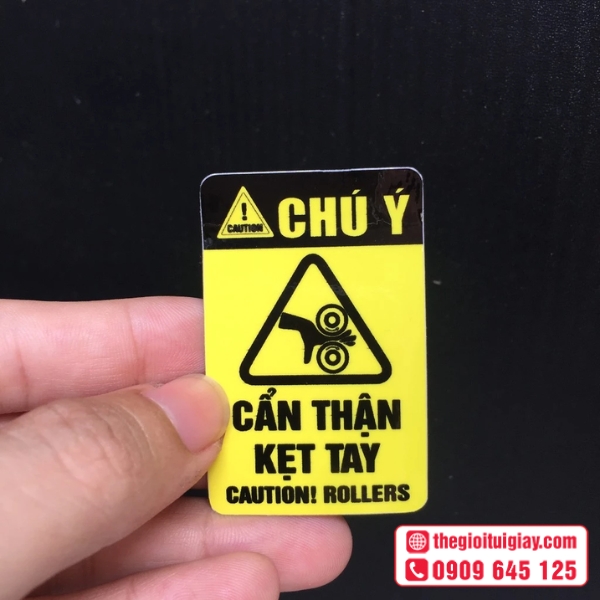 ! CAUTION
CHÚ Ý
CẨN THẬN
KẸT TAY
CAUTION! ROLLERS
thegioituigiay.com
0909 645 125